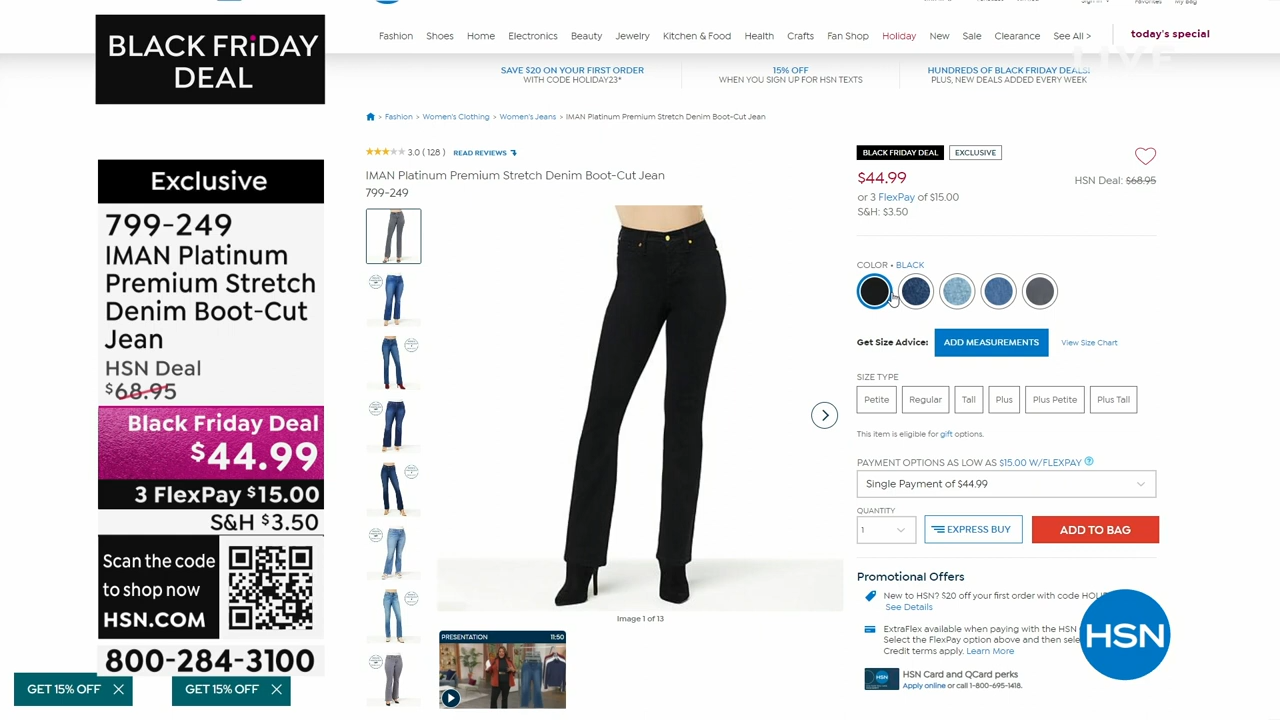 BLACK FRiDAY
DEAL
Exclusive
799-249
IMAN Platinum
Premium Stretch
Denim Boot-Cut
Jean
HSN Deal
$68.95
Black Friday Deal
$44.99
3 FlexPay $15.00
S&H $3.50
Scan the code
to shop now
HSN.COM
800-284-3100
GET 15% OFF
GET 15% OFF
Fashion Shoes Home Electronics Beauty Jewelry Kitchen & Food Health Crafts Fan Shop Holiday New Sale Clearance See All >
today's special
LIVE
SAVE $20 ON YOUR FIRST ORDER
WITH CODE HOLIDAY23*
15% OFF
WHEN YOU SIGN UP FOR HSN TEXTS
HUNDREDS OF BLACK FRIDAY DEALS!
PLUS, NEW DEALS ADDED EVERY WEEK
> Fashion > Women's Clothing > Women's Jeans > IMAN Platinum Premium Stretch Denim Boot-Cut Jean
3.0 ( 128 ) READ REVIEWS
IMAN Platinum Premium Stretch Denim Boot-Cut Jean
799-249
Image 1 of 13
PRESENTATION 11:50
BLACK FRIDAY DEAL EXCLUSIVE
$44.99
HSN Deal: $68.95
or 3 FlexPay of $15.00
S&H: $3.50
COLOR • BLACK
Get Size Advice: ADD MEASUREMENTS View Size Chart
SIZE TYPE
Petite Regular Tall Plus Plus Petite Plus Tall
This item is eligible for gift options.
PAYMENT OPTIONS AS LOW AS $15.00 W/FLEXPAY
Single Payment of $44.99
QUANTITY
1 EXPRESS BUY ADD TO BAG
Promotional Offers
New to HSN? $20 off your first order with code
See Details
ExtraFlex available when paying with the HSN
Select the FlexPay option above and then
Credit terms apply. Learn More
HSN
HSN Card and QCard perks
Apply online or call 1-800-695-1418.
HSN